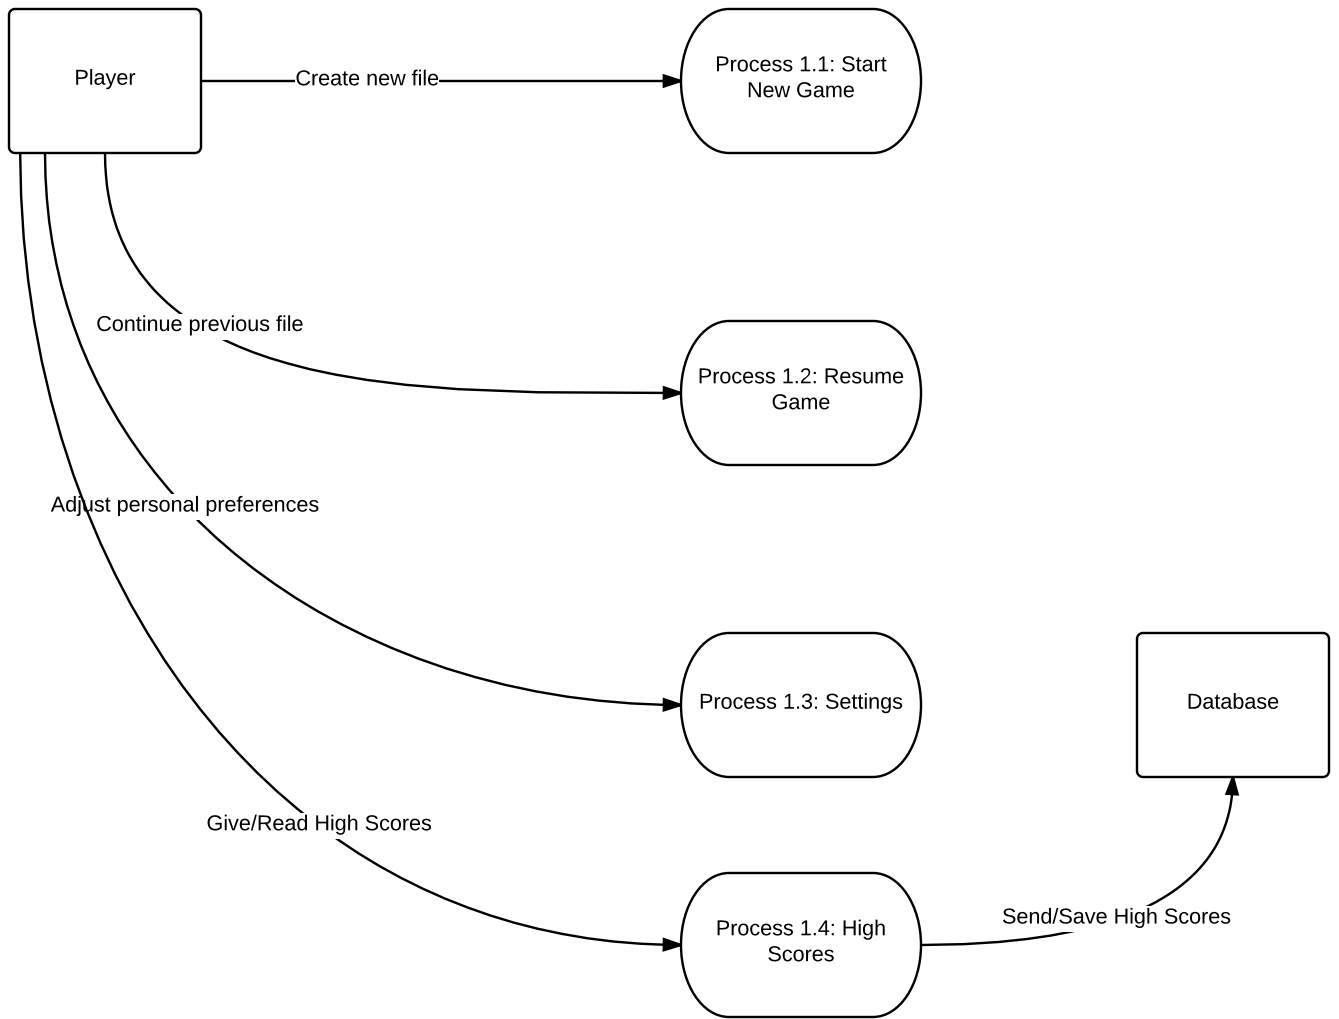 Player
Create new file
Process 1.1: Start
New Game
Continue previous file
Process 1.2: Resume
Game
Adjust personal preferences
Process 1.3: Settings
Database
Give/Read High Scores
Process 1.4: High
Scores
Send/Save High Scores